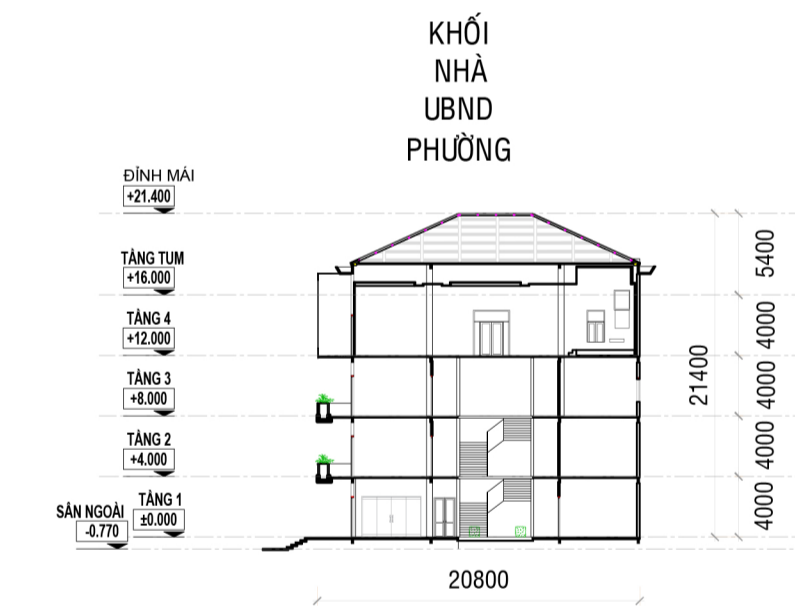 KHỐI
NHÀ
UBND
PHƯỜNG
ĐỈNH MÁI
+21.400
TẦNG TUM
+16.000
TẦNG 4
+12.000
TẦNG 3
+8.000
TẦNG 2
+4.000
TẦNG 1
±0.000
SÂN NGOÀI
-0.770
5400
4000
4000
4000
4000
21400
20800